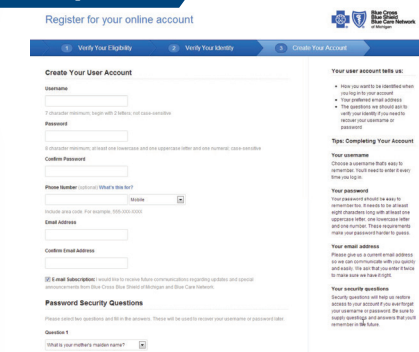 Register for your online account
Blue Cross
Blue Shield
Blue Care Network
of Michigan
1 Verify Your Eligibility
2 Verify Your Identity
3 Create Your Account
Create Your User Account
Username
7 character minimum; begin with 2 letters; not case-sensitive
Password
8 character minimum; at least one lowercase and one uppercase letter and one numeral; case-sensitive
Confirm Password
Phone Number (optional) What's this for?
Mobile
Include area code. For example, 555-XXX-XXXX
Email Address
Confirm Email Address
E-mail Subscription: I would like to receive future communications regarding updates and special
announcements from Blue Cross Blue Shield of Michigan and Blue Care Network.
Password Security Questions
Please select two questions and fill in the answers. These will be used to recover your username or password later.
Question 1
What is your mother's maiden name?
Your user account tells us:
• How you want to be identified when
you log in to your account
• Your preferred email address
• The questions we should ask to
verify your identity if you need to
recover your username or
password
Tips: Completing Your Account
Your username
Choose a username that's easy to
remember. You'll need to enter it every
time you log in.
Your password
Your password should be easy to
remember too. It needs to be at least
eight characters long with at least one
uppercase letter, one lowercase letter
and one number. These requirements
make your password harder to guess.
Your email address
Please give us a current email address
so we can communicate with you quickly
and easily. We ask that you enter it twice
to make sure we have it right.
Your security questions
Security questions will help us restore
access to your account if you ever forget
your username or password. Be sure to
supply questions and answers that you'll
remember in the future.